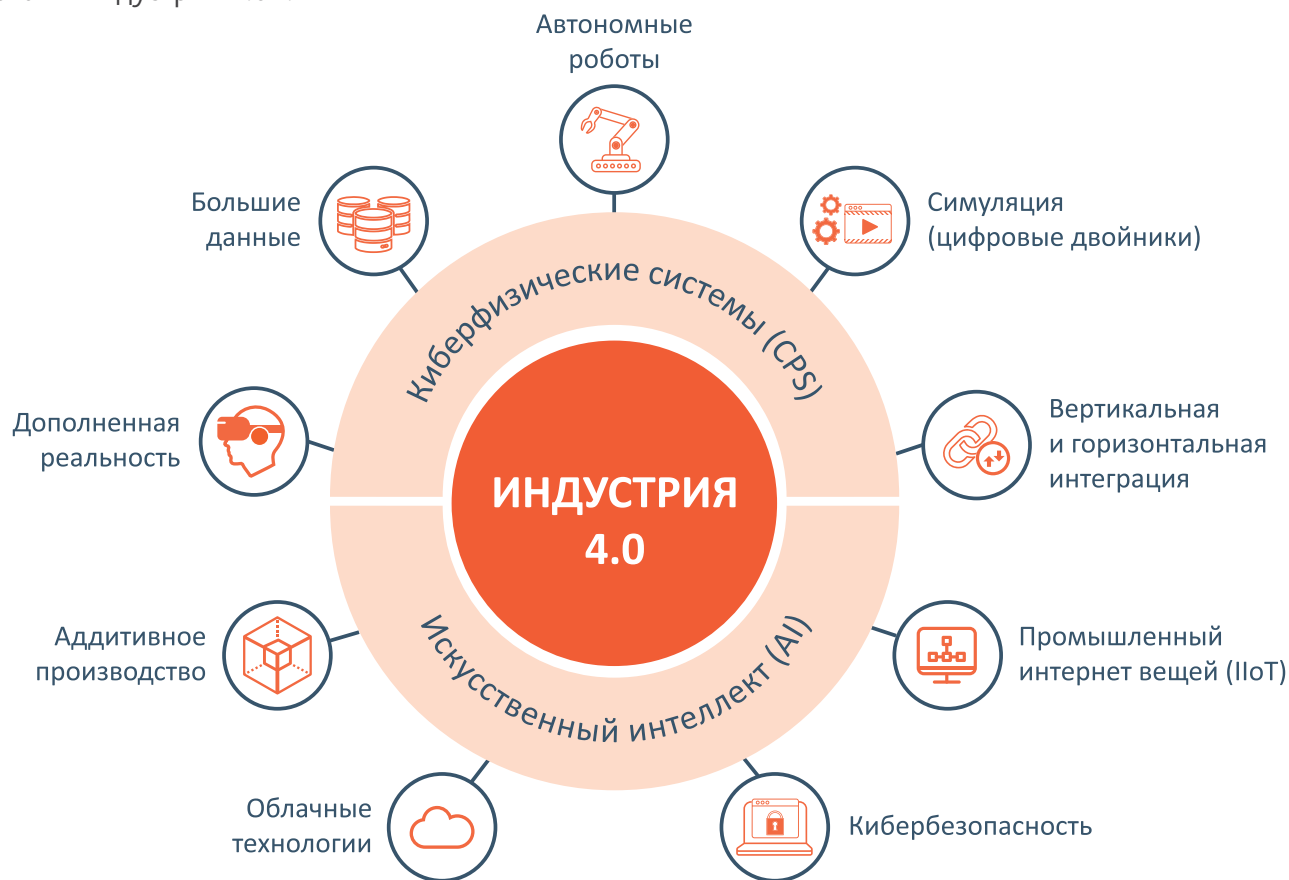 Автономные
роботы
Большие
данные
Симуляция
(цифровые двойники)
Киберфизические системы (CPS)
Дополненная
реальность
Вертикальная
и горизонтальная
интеграция
ИНДУСТРИЯ
4.0
Искусственный интеллект (AI)
Аддитивное
производство
Промышленный
интернет вещей (IIoT)
Облачные
технологии
Кибербезопасность